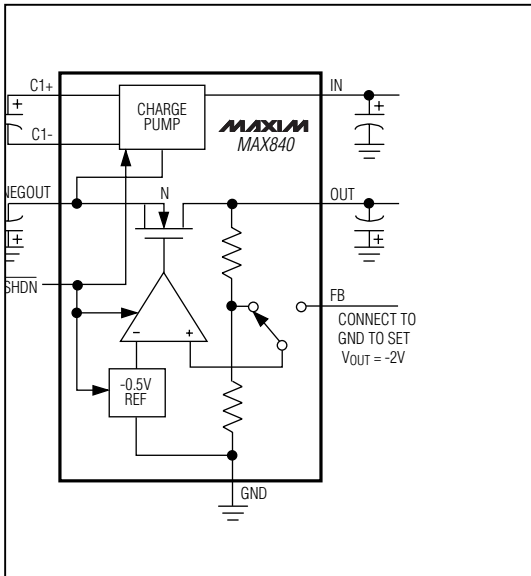 C1+
IN
+
+
CHARGE
PUMP
MAXIM
MAX840
C1-
NEGOUT
N
OUT
+
+
SHDN
FB
CONNECT TO
GND TO SET
VOUT = -2V
-
+
-0.5V
REF
GND